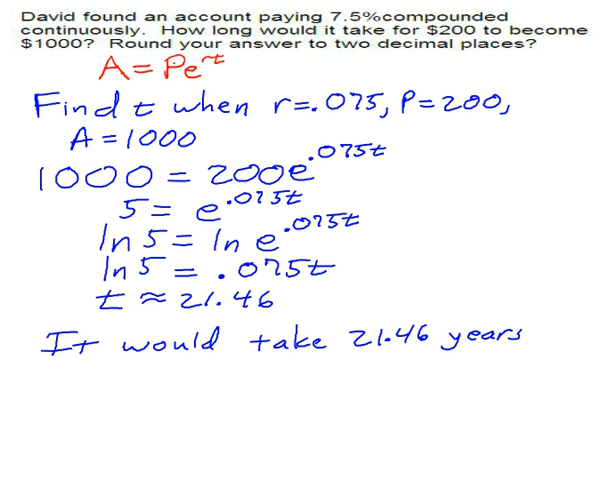 David found an account paying 7.5%compounded
continuously.  How long would it take for $200 to become
$1000?  Round your answer to two decimal places?
A = Pe^rt
Find t when r=.075, P=200,
A = 1000
1000 = 200e^.075t
5 = e^.075t
ln 5 = ln e^.075t
ln 5 = .075t
t ≈ 21.46
It would take 21.46 years